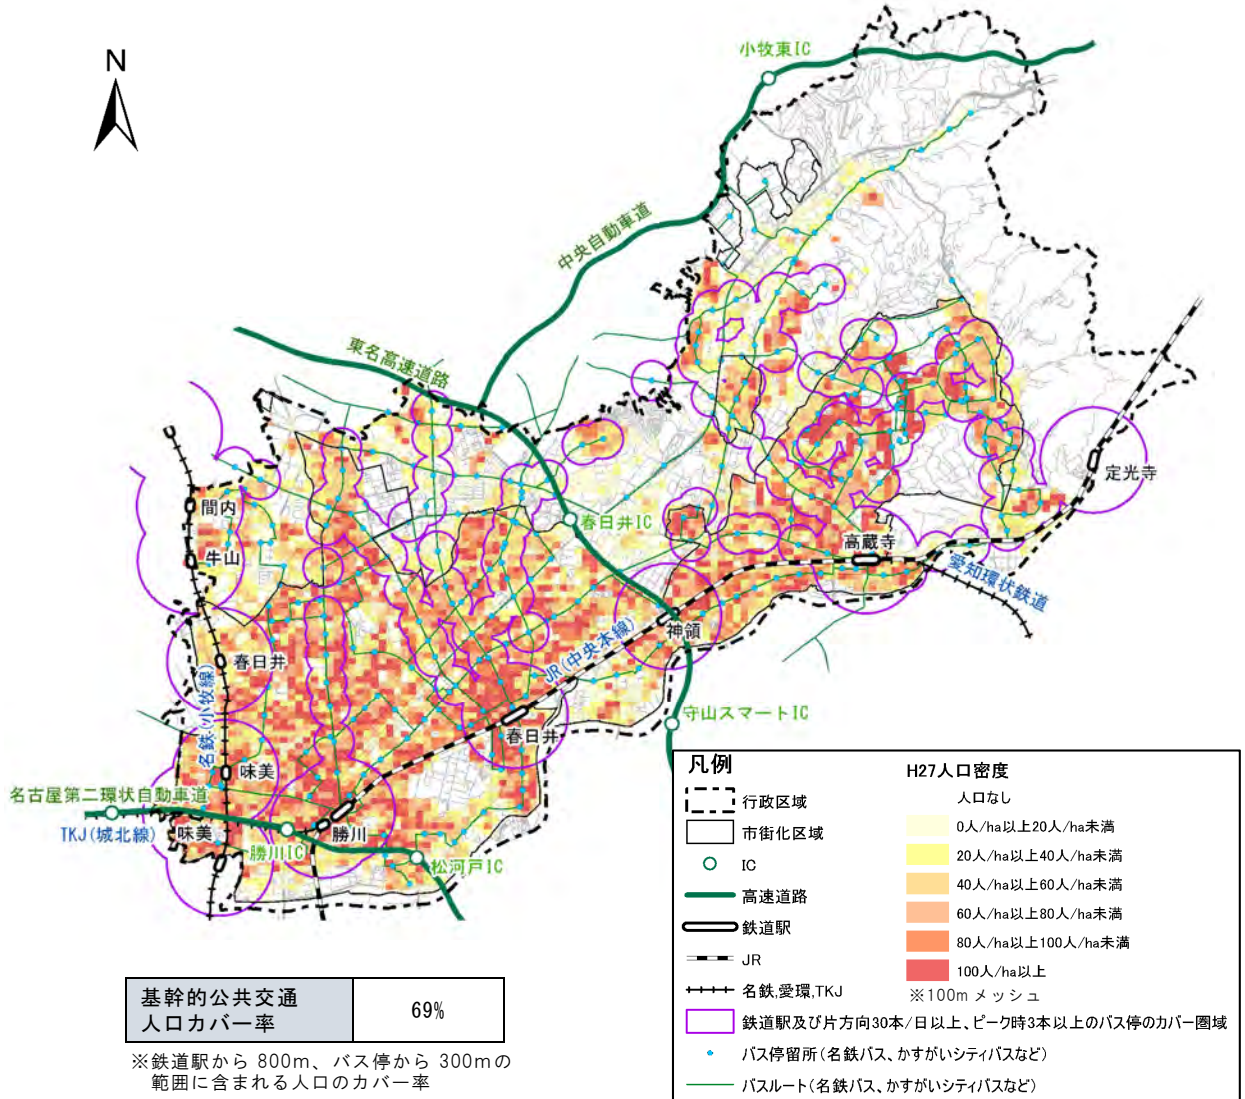 N
小牧東IC
中央自動車道
東名高速道路
間内
牛山
春日井IC
定光寺
高蔵寺
愛知環状鉄道
神領
JR(中央本線)
春日井
名鉄(小牧線)
守山スマートIC
春日井
味美
名古屋第二環状自動車道
TKJ(城北線)
味美
勝川
勝川IC
松河戸IC
凡例
行政区域
市街化区域
IC
高速道路
鉄道駅
JR
名鉄,愛環,TKJ
鉄道駅及び片方向30本/日以上、ピーク時3本以上のバス停のカバー圏域
バス停留所(名鉄バス、かすがいシティバスなど)
バスルート(名鉄バス、かすがいシティバスなど)
H27人口密度
人口なし
0人/ha以上20人/ha未満
20人/ha以上40人/ha未満
40人/ha以上60人/ha未満
60人/ha以上80人/ha未満
80人/ha以上100人/ha未満
100人/ha以上
※100mメッシュ
基幹的公共交通
人口カバー率
69%
※鉄道駅から 800m、バス停から 300mの
範囲に含まれる人口のカバー率